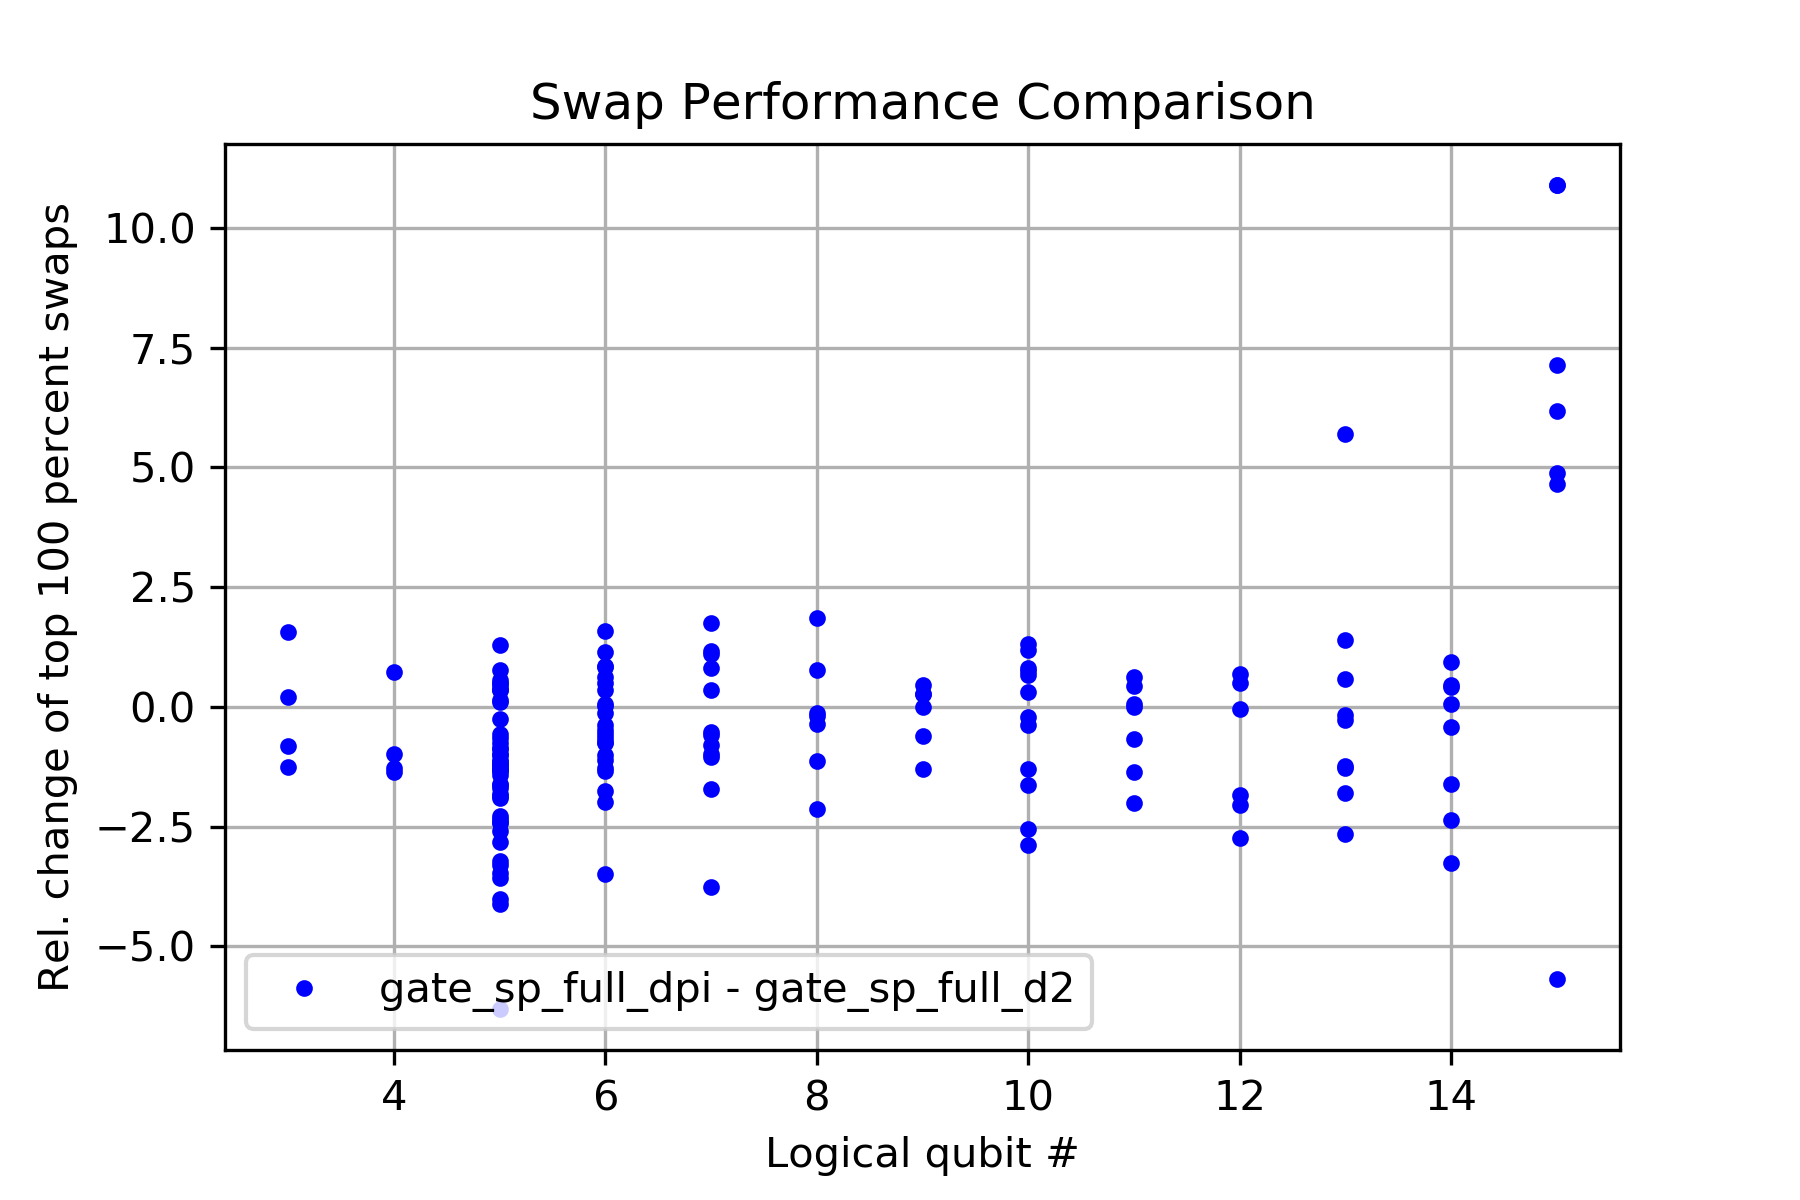 Swap Performance Comparison
Rel. change of top 100 percent swaps
10.0
7.5
5.0
2.5
0.0
−2.5
−5.0
gate_sp_full_dpi - gate_sp_full_d2
4 6 8 10 12 14
Logical qubit #